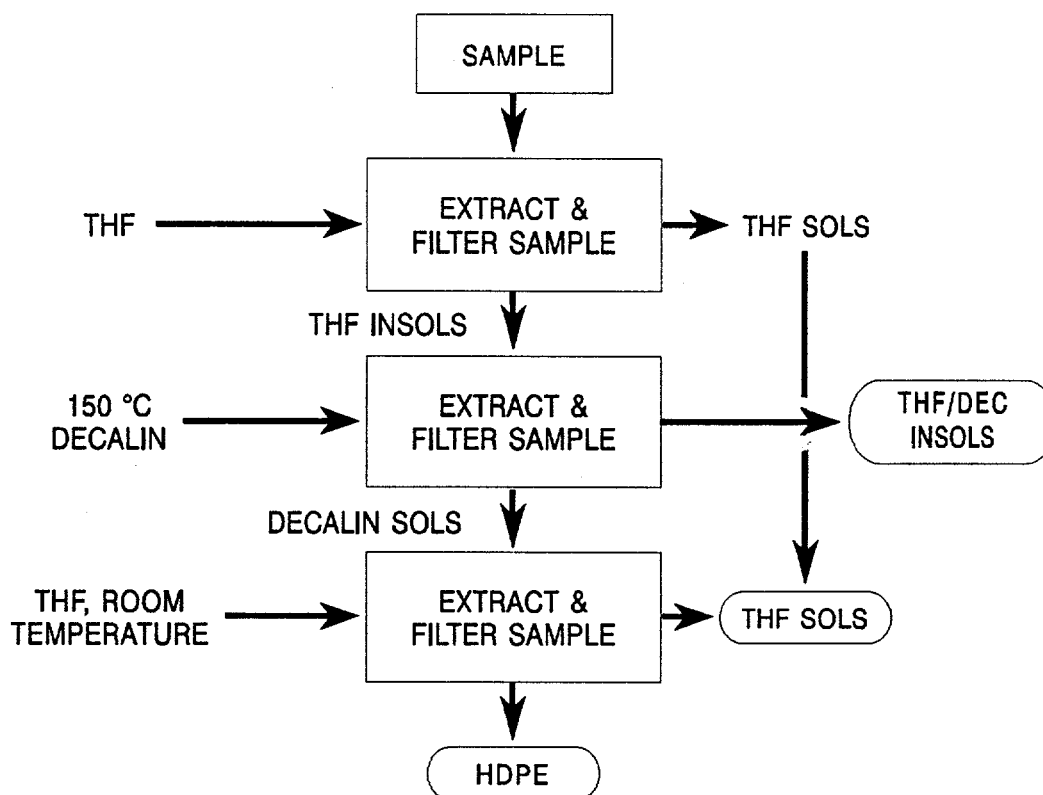 SAMPLE
THF
EXTRACT &
FILTER SAMPLE
THF SOLS
THF INSOLS
150 °C
DECALIN
EXTRACT &
FILTER SAMPLE
THF/DEC
INSOLS
DECALIN SOLS
THF, ROOM
TEMPERATURE
EXTRACT &
FILTER SAMPLE
THF SOLS
HDPE